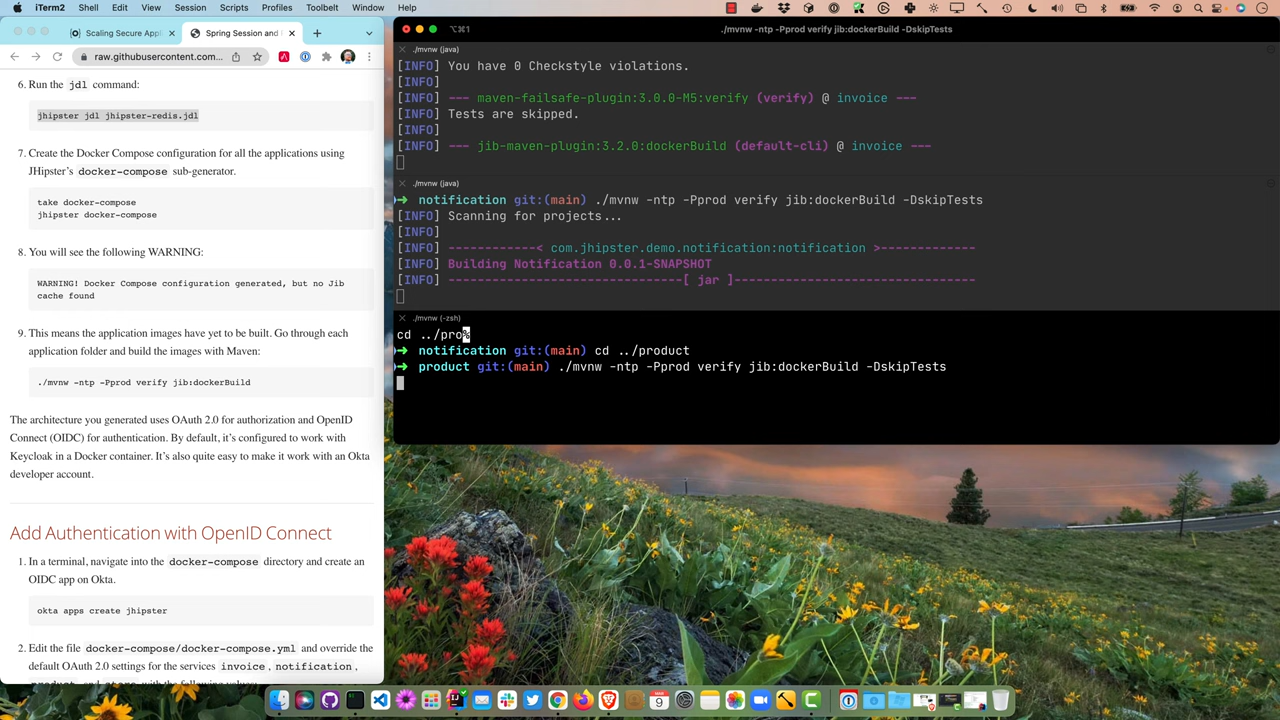 iTerm2 Shell Edit View Session Scripts Profiles Toolbelt Window Help
Scaling Secure Appl
Spring Session and
raw.githubusercontent.com...
6. Run the jdl command:
jhipster jdl jhipster-redis.jdl
7. Create the Docker Compose configuration for all the applications using
JHipster's docker-compose sub-generator.
take docker-compose
jhipster docker-compose
8. You will see the following WARNING:
WARNING! Docker Compose configuration generated, but no Jib
cache found
9. This means the application images have yet to be built. Go through each
application folder and build the images with Maven:
./mvnw -ntp -Pprod verify jib:dockerBuild
The architecture you generated uses OAuth 2.0 for authorization and OpenID
Connect (OIDC) for authentication. By default, it's configured to work with
Keycloak in a Docker container. It's also quite easy to make it work with an Okta
developer account.
Add Authentication with OpenID Connect
1. In a terminal, navigate into the docker-compose directory and create an
OIDC app on Okta.
okta apps create jhipster
2. Edit the file docker-compose/docker-compose.yml and override the
default OAuth 2.0 settings for the services invoice, notification,
product, and store with the following values:
⌥⌘1
./mvnw -ntp -Pprod verify jib:dockerBuild -DskipTests
./mvnw (java)
[INFO] You have 0 Checkstyle violations.
[INFO]
[INFO] --- maven-failsafe-plugin:3.0.0-M5:verify (verify) @ invoice ---
[INFO] Tests are skipped.
[INFO]
[INFO] --- jib-maven-plugin:3.2.0:dockerBuild (default-cli) @ invoice ---
./mvnw (java)
➜ notification git:(main) ./mvnw -ntp -Pprod verify jib:dockerBuild -DskipTests
[INFO] Scanning for projects...
[INFO]
[INFO] ------------< com.jhipster.demo.notification:notification >-------------
[INFO] Building Notification 0.0.1-SNAPSHOT
[INFO] --------------------------------[ jar ]---------------------------------
./mvnw (-zsh)
cd ../pro%
➜ notification git:(main) cd ../product
➜ product git:(main) ./mvnw -ntp -Pprod verify jib:dockerBuild -DskipTests
MAR
9